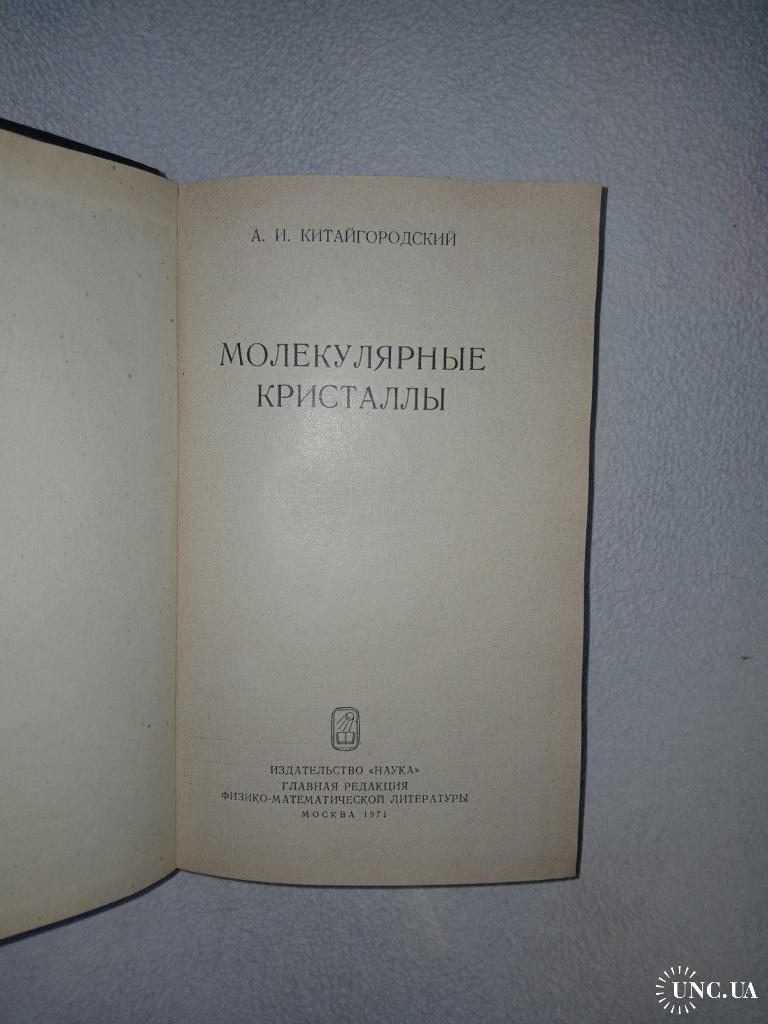 А. И. КИТАЙГОРОДСКИЙ
МОЛЕКУЛЯРНЫЕ
КРИСТАЛЛЫ
ИЗДАТЕЛЬСТВО «НАУКА»
ГЛАВНАЯ РЕДАКЦИЯ
ФИЗИКО-МАТЕМАТИЧЕСКОЙ ЛИТЕРАТУРЫ
МОСКВА 1971
UNC.UA